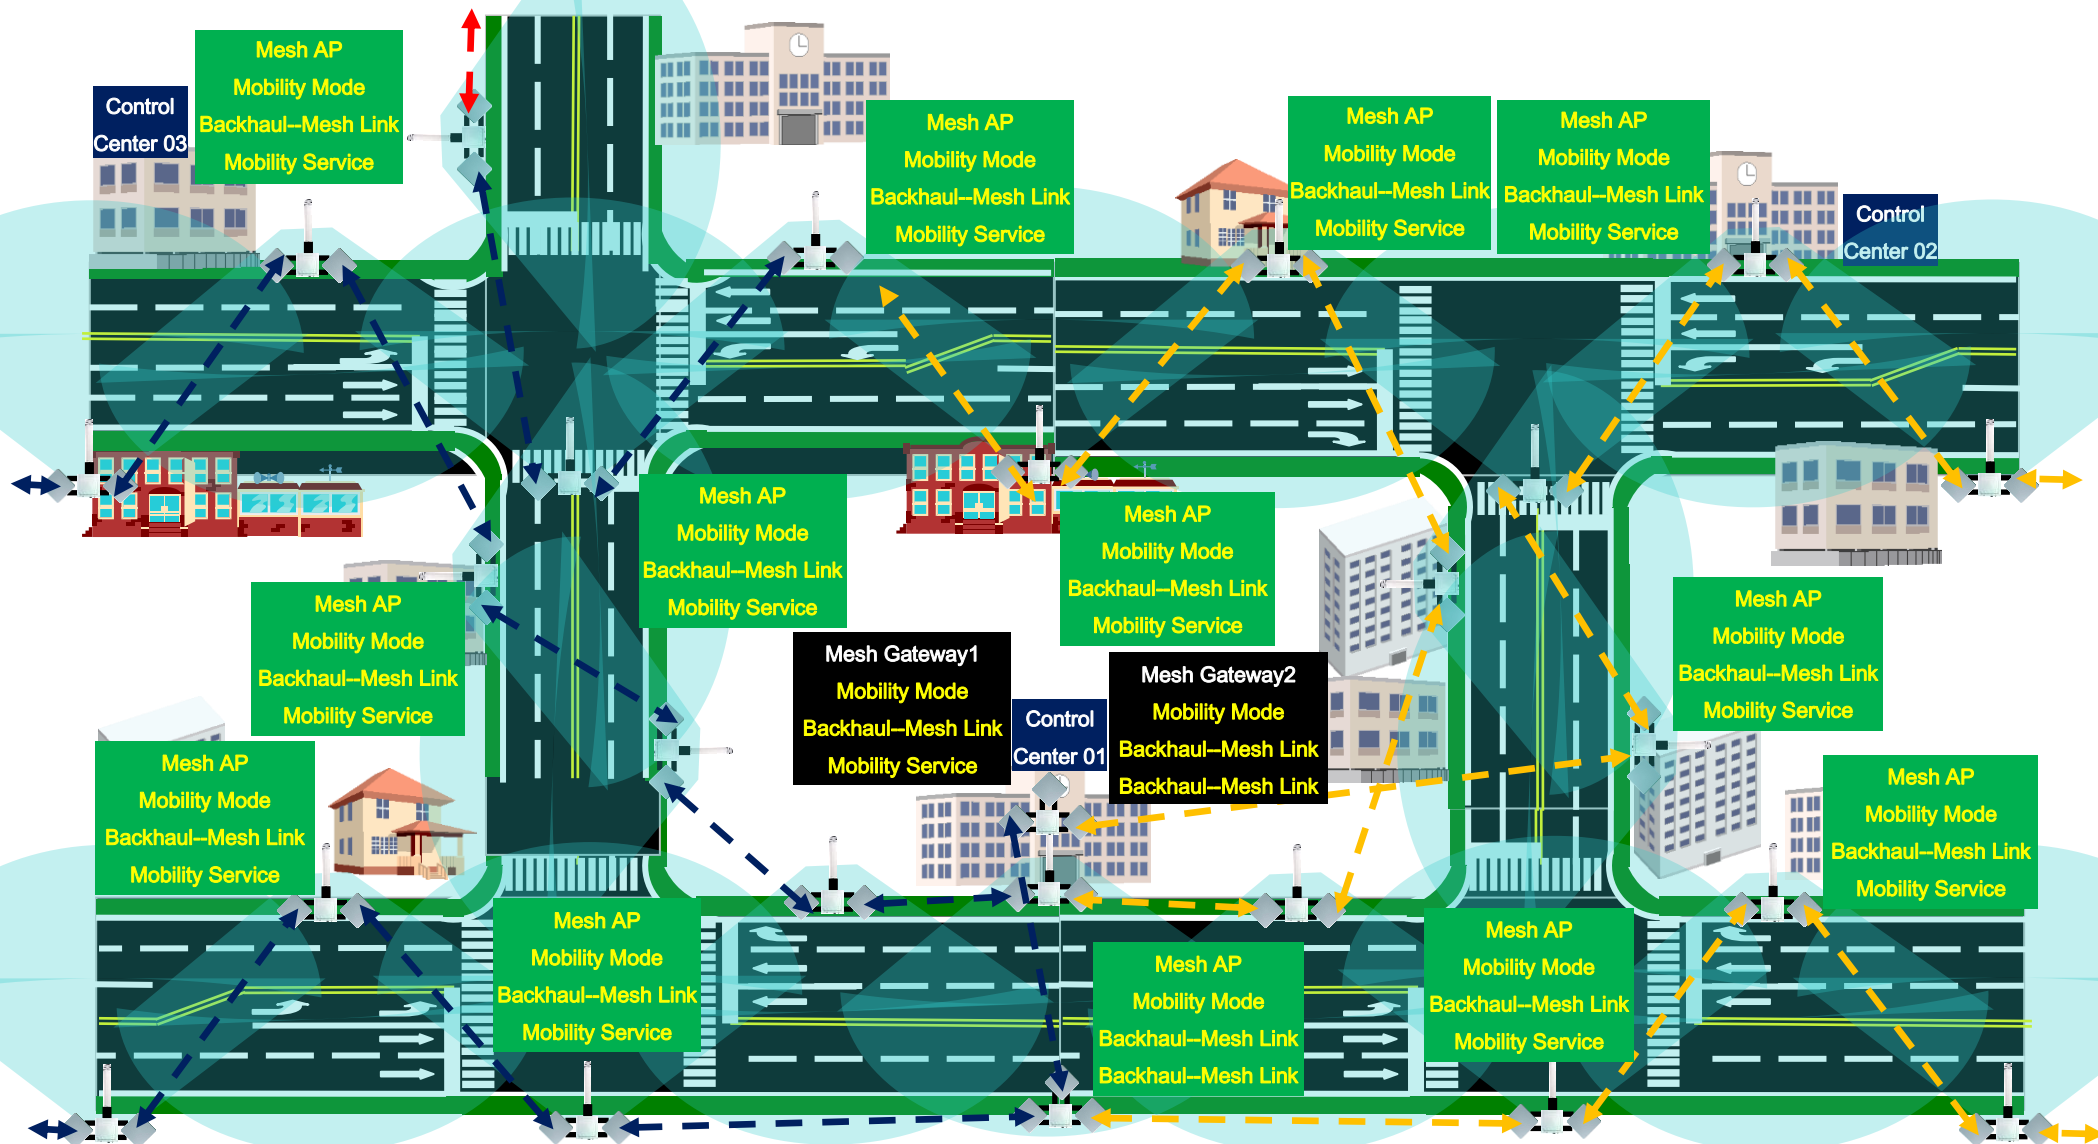 Mesh AP
Mobility Mode
Backhaul--Mesh Link
Mobility Service
Control
Center 03
Mesh AP
Mobility Mode
Backhaul--Mesh Link
Mobility Service
Mesh AP
Mobility Mode
Backhaul--Mesh Link
Mobility Service
Mesh AP
Mobility Mode
Backhaul--Mesh Link
Mobility Service
Control
Center 02
Mesh AP
Mobility Mode
Backhaul--Mesh Link
Mobility Service
Mesh AP
Mobility Mode
Backhaul--Mesh Link
Mobility Service
Mesh AP
Mobility Mode
Backhaul--Mesh Link
Mobility Service
Mesh AP
Mobility Mode
Backhaul--Mesh Link
Mobility Service
Mesh Gateway1
Mobility Mode
Backhaul--Mesh Link
Mobility Service
Control
Center 01
Mesh Gateway2
Mobility Mode
Backhaul--Mesh Link
Backhaul--Mesh Link
Mesh AP
Mobility Mode
Backhaul--Mesh Link
Mobility Service
Mesh AP
Mobility Mode
Backhaul--Mesh Link
Mobility Service
Mesh AP
Mobility Mode
Backhaul--Mesh Link
Mobility Service
Mesh AP
Mobility Mode
Backhaul--Mesh Link
Backhaul--Mesh Link
Mesh AP
Mobility Mode
Backhaul--Mesh Link
Mobility Service